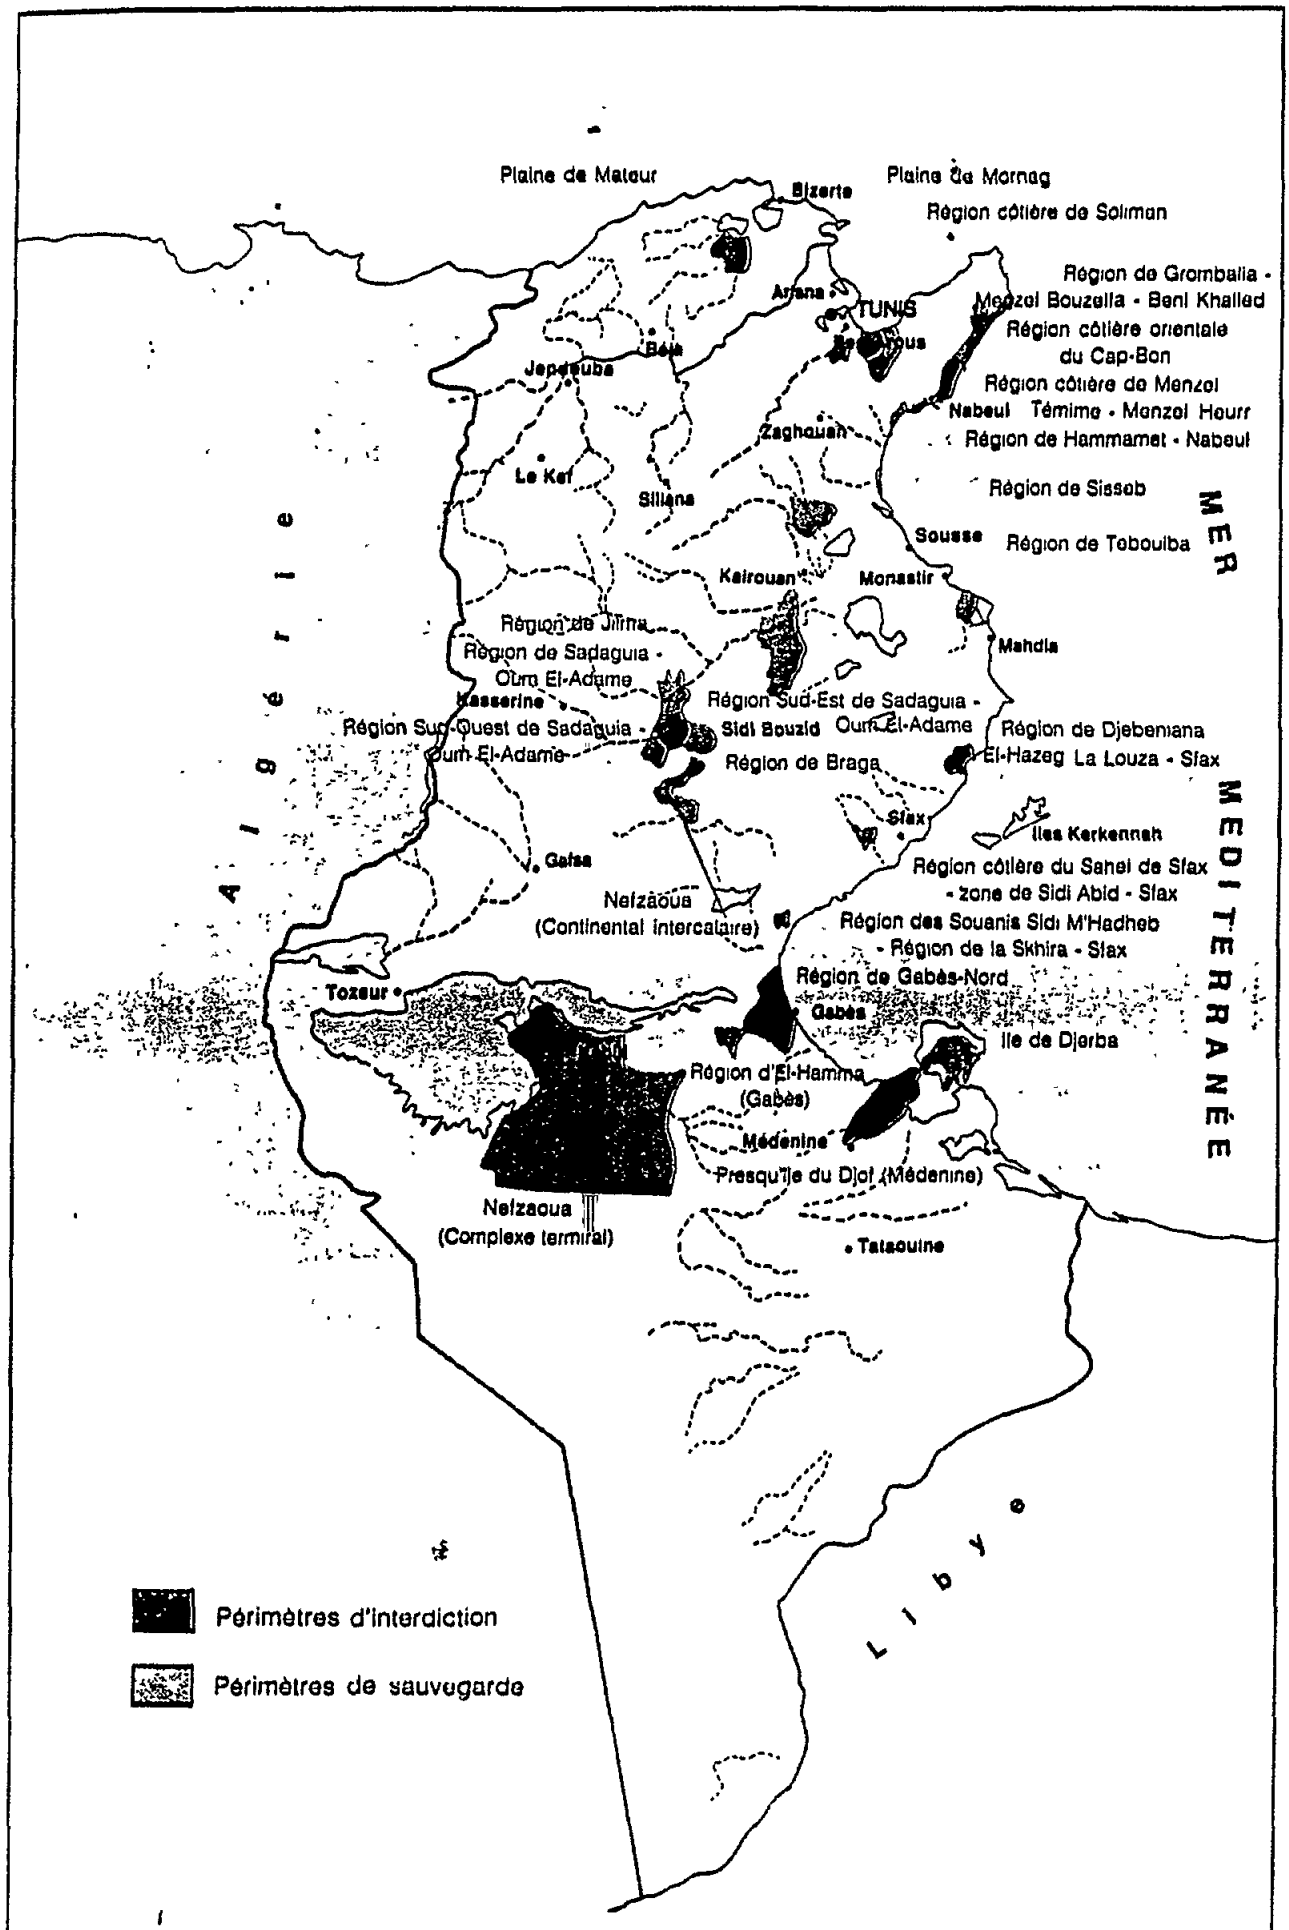 Plaine de Mateur
Plaine de Mornag
Bizerte
Région côtière de Soliman
Région de Grombalia -
Menzel Bouzella - Beni Khalled
Ariana
TUNIS
Région côtière orientale
du Cap-Bon
Ben Arous
Béja
Jendouba
Région côtière de Menzel
Nabeul Témime - Menzel Hourr
Zaghouan
Région de Hammamet - Nabeul
Le Kef
Siliana
Région de Sisseb
Sousse
Région de Teboulba
Kairouan
Monastir
MER MEDITERRANÉE
Algérie
Région de Jilma
Mahdia
Région de Sadaguia -
Oum El-Adame
Kasserine
Région Sud-Est de Sadaguia -
Oum El-Adame
Région Sud-Ouest de Sadaguia -
Oum El-Adame
Sidi Bouzid
Région de Djebeniana
El-Hazeg La Louza - Sfax
Région de Braga
Sfax
Iles Kerkennah
Gafsa
Région côtière du Sahel de Sfax
- zone de Sidi Abid - Sfax
Nefzaoua
(Continental intercalaire)
Région des Souanis Sidi M'Hadheb
- Région de la Skhira - Sfax
Région de Gabès-Nord
Tozeur
Gabès
Ile de Djerba
Région d'El-Hamma
(Gabès)
Médenine
Presqu'île du Djof (Médenine)
Nefzaoua
(Complexe termiral)
Tataouine
Libye
Périmètres d'interdiction
Périmètres de sauvegarde